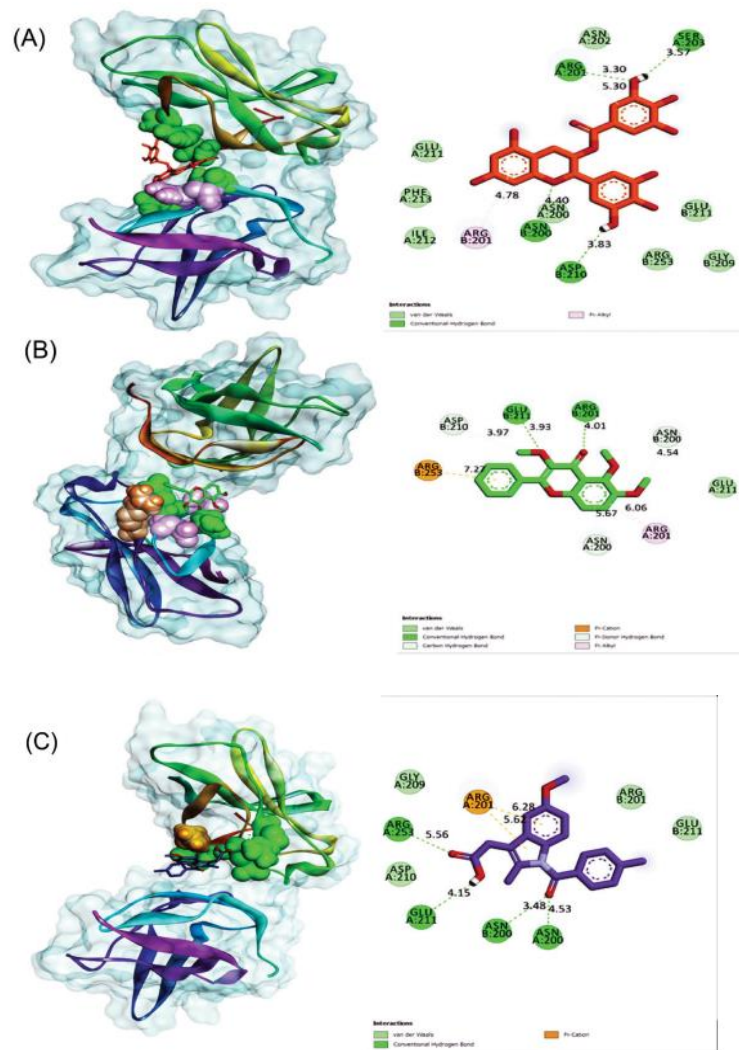 (A)
ASN
A:202
SER
A:203
ARG
A:201
3.30
5.30
3.57
GLU
A:211
PHE
A:213
ILE
A:212
4.78
ARG
B:201
4.40
ASN
A:200
ASN
B:200
ASP
B:210
3.83
GLU
B:211
ARG
B:253
GLY
B:209
Interactions
van der Waals
Conventional Hydrogen Bond
Pi-Alkyl
(B)
ASP
B:210
GLU
B:211
ARG
B:201
3.97
3.93
4.01
ASN
B:200
4.54
ARG
B:253
7.27
GLU
A:211
5.67
6.06
ASN
A:200
ARG
A:201
Interactions
van der Waals
Conventional Hydrogen Bond
Carbon Hydrogen Bond
Pi-Cation
Pi-Donor Hydrogen Bond
Pi-Alkyl
(C)
GLY
A:209
ARG
A:201
6.28
5.62
ARG
B:201
GLU
B:211
ARG
A:253
5.56
ASP
A:210
4.15
GLU
A:211
3.48
4.53
ASN
B:200
ASN
A:200
Interactions
van der Waals
Conventional Hydrogen Bond
Pi-Cation